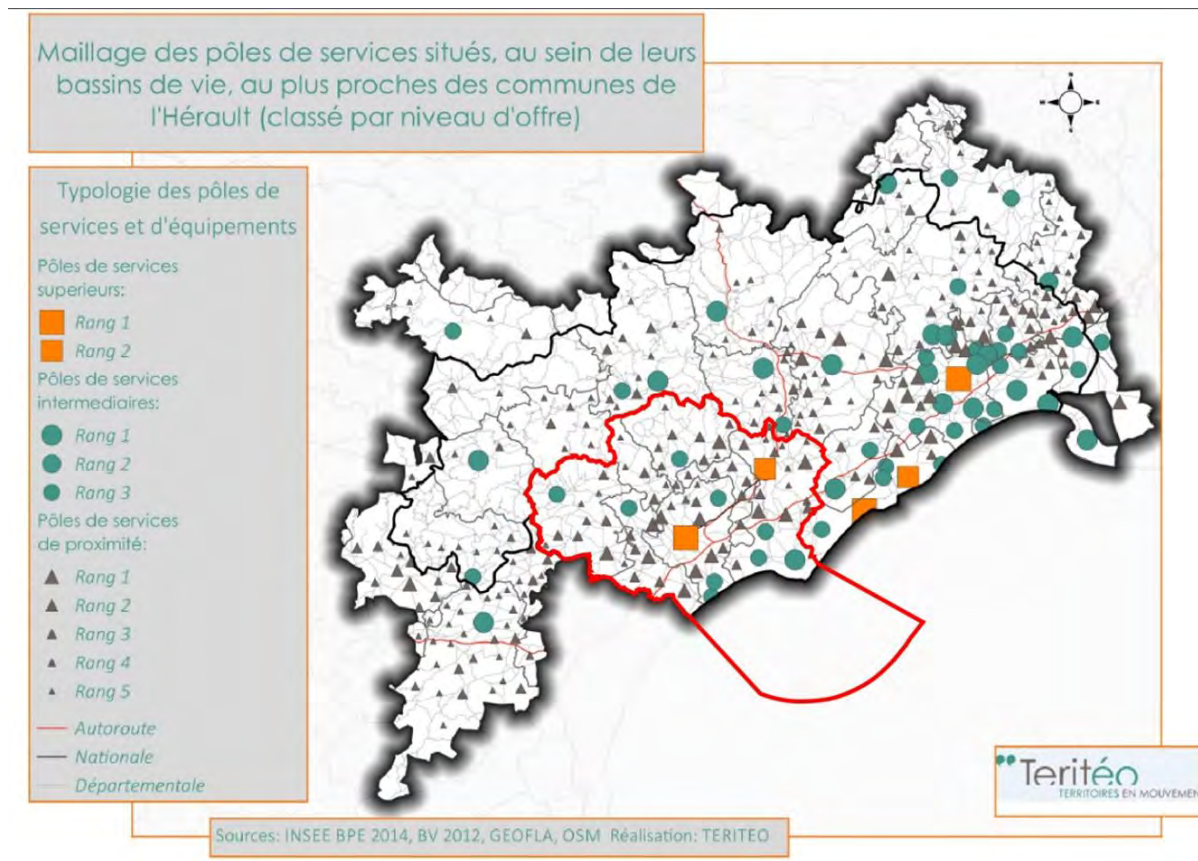 Maillage des pôles de services situés, au sein de leurs
bassins de vie, au plus proches des communes de
l'Hérault (classé par niveau d'offre)
Typologie des pôles de
services et d'équipements
Pôles de services
superieurs:
Rang 1
Rang 2
Pôles de services
intermediaires:
Rang 1
Rang 2
Rang 3
Pôles de services
de proximité:
Rang 1
Rang 2
Rang 3
Rang 4
Rang 5
Autoroute
Nationale
Départementale
N
W E
S
Teritéo
TERRITOIRES EN MOUVEMEN
Sources: INSEE BPE 2014, BV 2012, GEOFLA, OSM Réalisation: TERITEO